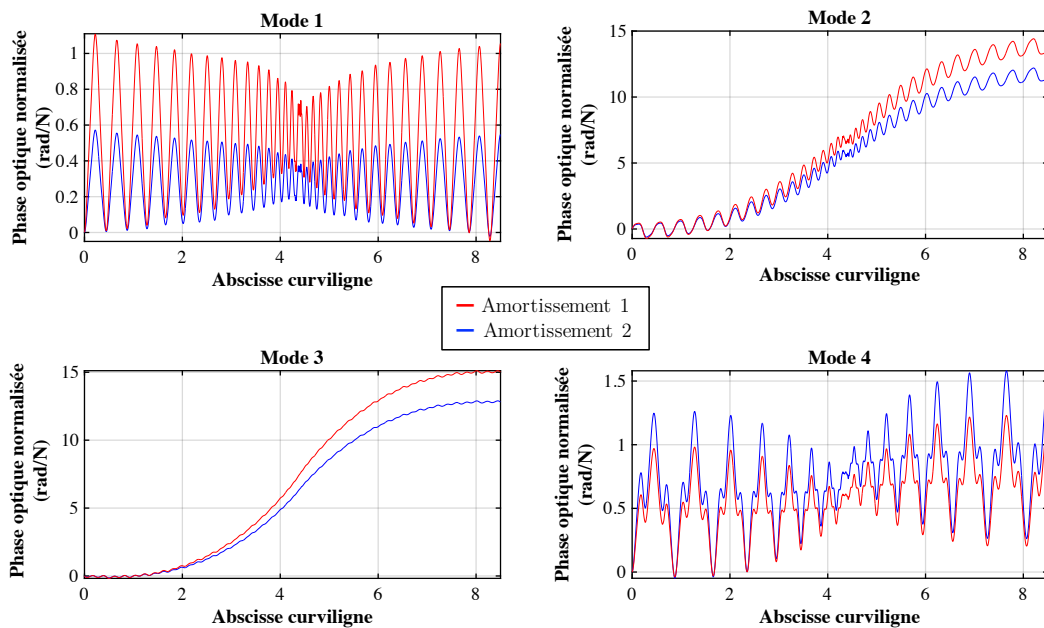 Mode 1
Phase optique normalisée
(rad/N)
1
0.8
0.6
0.4
0.2
0
0 2 4 6 8
Abscisse curviligne
Mode 2
Phase optique normalisée
(rad/N)
15
10
5
0
0 2 4 6 8
Abscisse curviligne
Amortissement 1
Amortissement 2
Mode 3
Phase optique normalisée
(rad/N)
15
10
5
0
0 2 4 6 8
Abscisse curviligne
Mode 4
Phase optique normalisée
(rad/N)
1.5
1
0.5
0
0 2 4 6 8
Abscisse curviligne